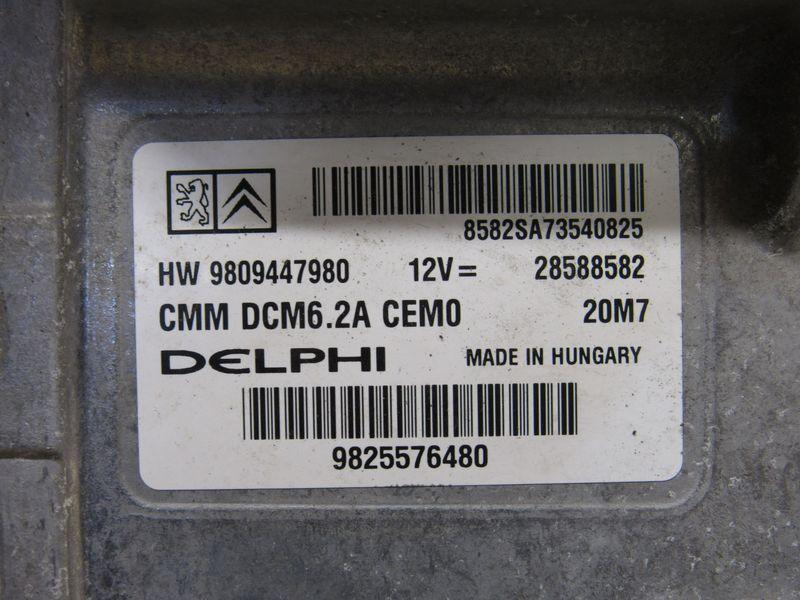 8582SA73540825
HW 9809447980 12V= 28588582
CMM DCM6.2A CEM0 20M7
DELPHI MADE IN HUNGARY
9825576480